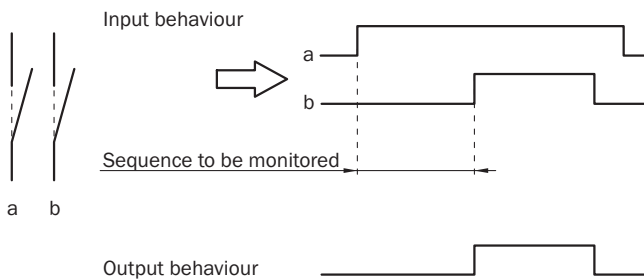 Input behaviour
a
b
Sequence to be monitored
a b
Output behaviour